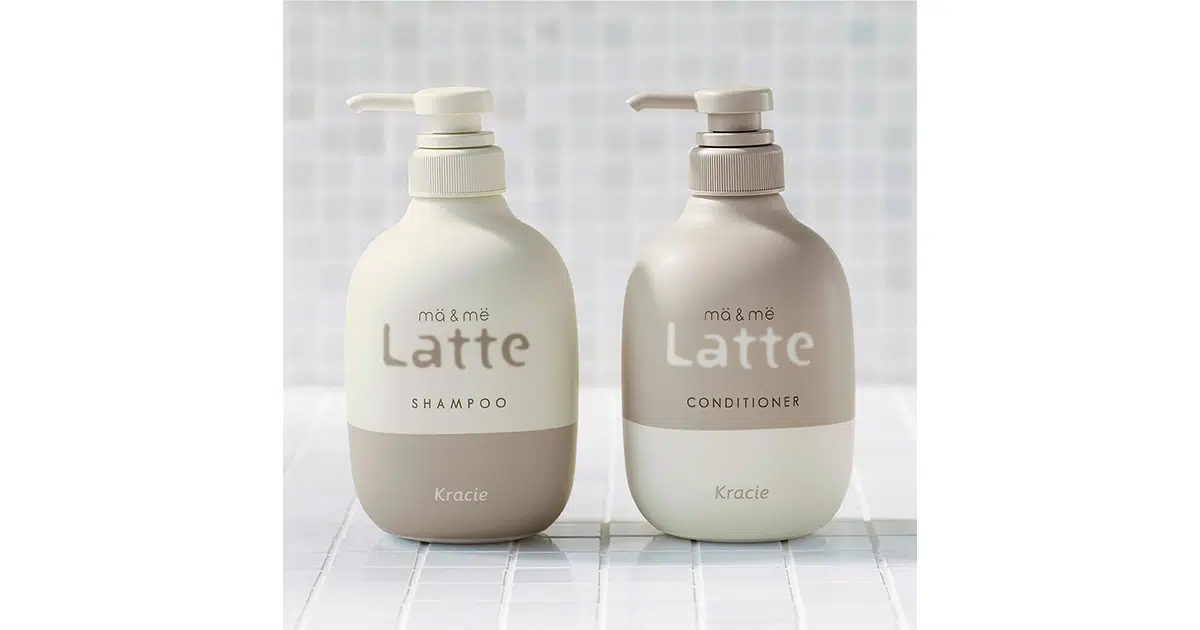 mä & më
Latte
SHAMPOO
Kracie
mä & më
Latte
CONDITIONER
Kracie